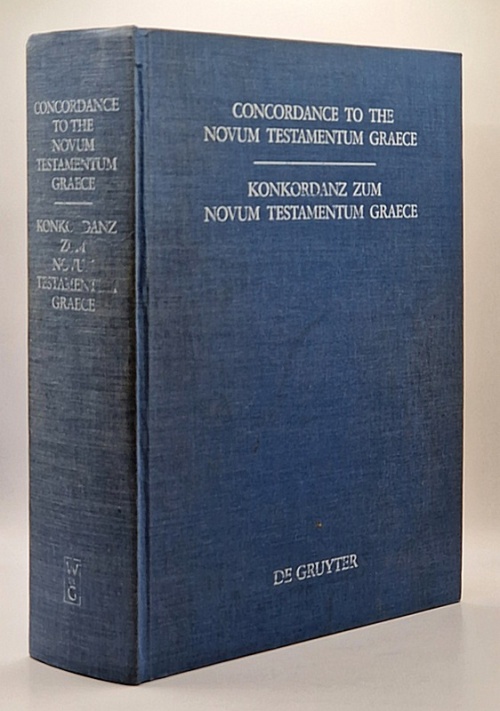 CONCORDANCE
TO THE
NOVUM
TESTAMENTUM
GRAECE
GRAECE
W
G
CONCORDANCE TO THE
NOVUM TESTAMENTUM GRAECE
KONKORDANZ ZUM
NOVUM TESTAMENTUM GRAECE
DE GRUYTER